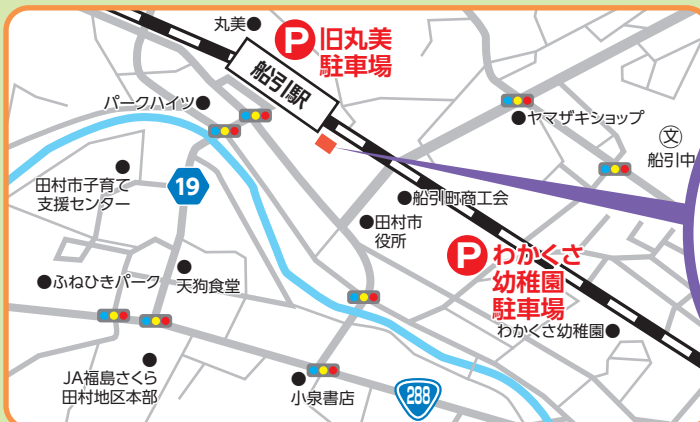 丸美
P
旧丸美
駐車場
船引駅
パークハイツ
ヤマザキショップ
文
船引中
田村市子育て
支援センター
19
船引町商工会
田村市
役所
P
わかくさ
幼稚園
駐車場
ふねひきパーク
天狗食堂
わかくさ幼稚園
JA福島さくら
田村地区本部
小泉書店
288